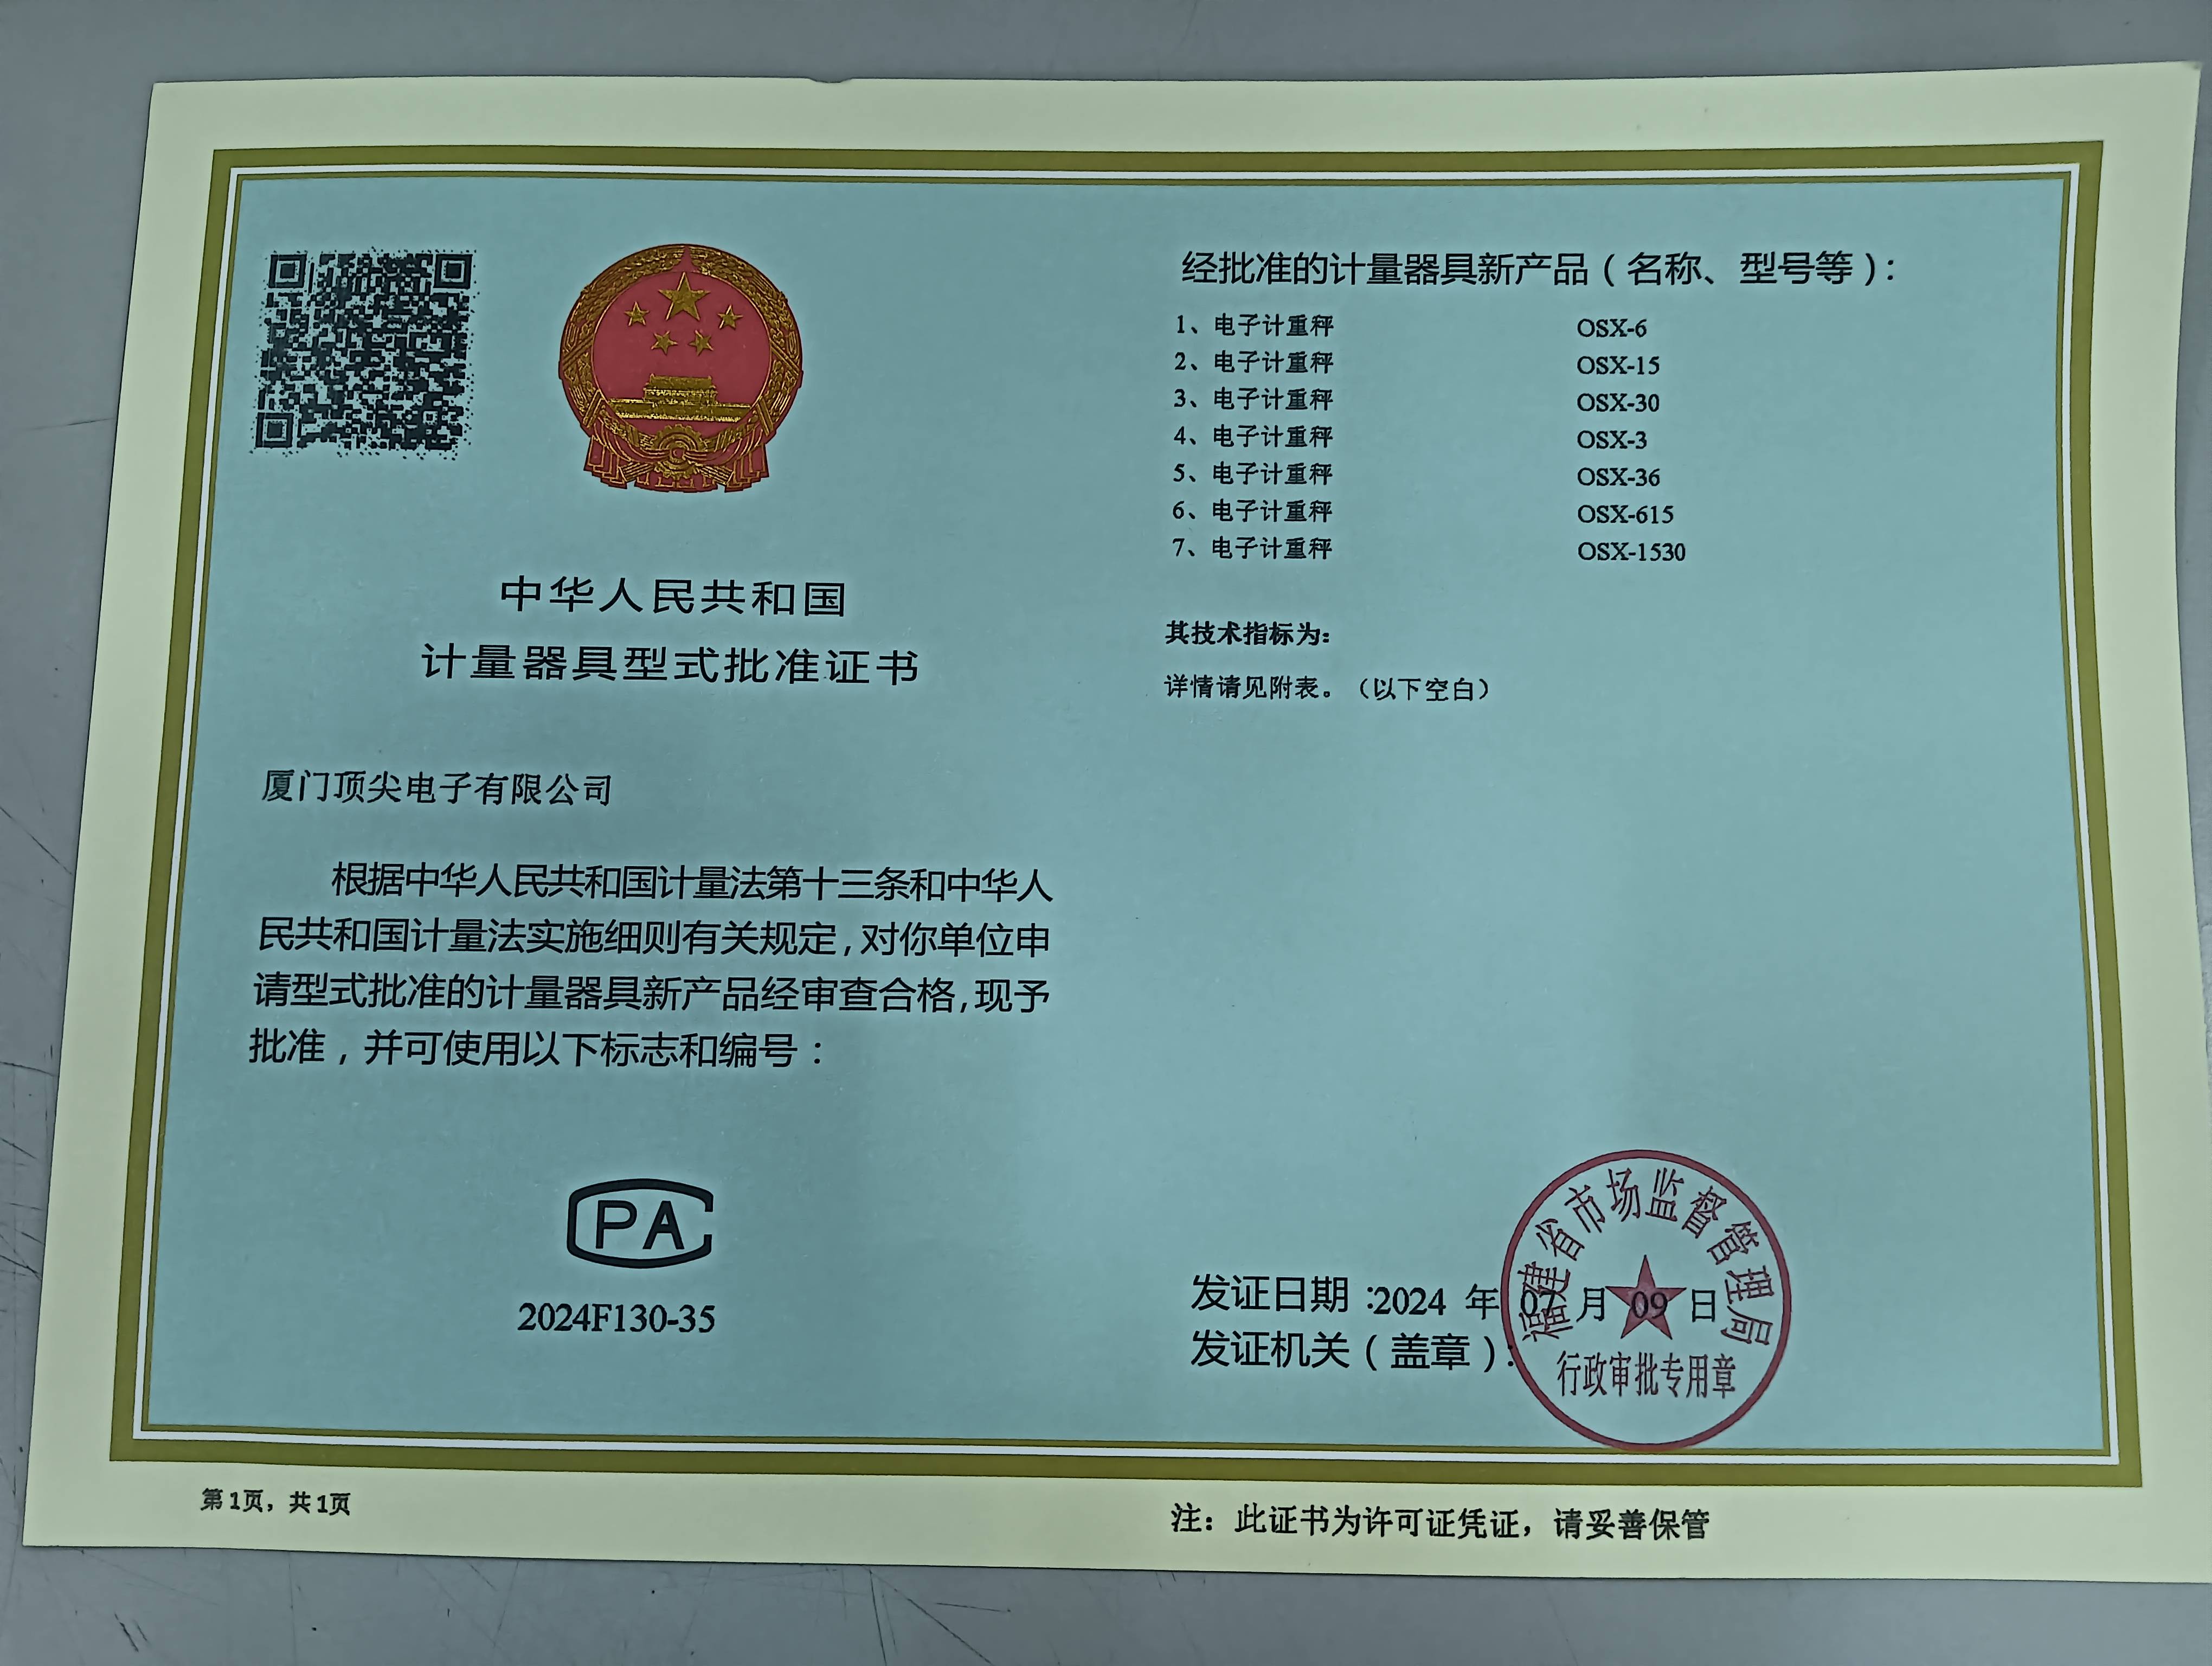 中华人民共和国
计量器具型式批准证书
厦门顶尖电子有限公司
根据中华人民共和国计量法第十三条和中华人
民共和国计量法实施细则有关规定,对你单位申
请型式批准的计量器具新产品经审查合格,现予
批准，并可使用以下标志和编号：
CPA
2024F130-35
经批准的计量器具新产品（名称、型号等）：
1、电子计重秤 OSX-6
2、电子计重秤 OSX-15
3、电子计重秤 OSX-30
4、电子计重秤 OSX-3
5、电子计重秤 OSX-36
6、电子计重秤 OSX-615
7、电子计重秤 OSX-1530
其技术指标为:
详情请见附表。（以下空白）
发证日期：2024 年 07 月 09 日
发证机关（盖章）：
福建省市场监督管理局
行政审批专用章
第1页，共1页
注：此证书为许可证凭证，请妥善保管